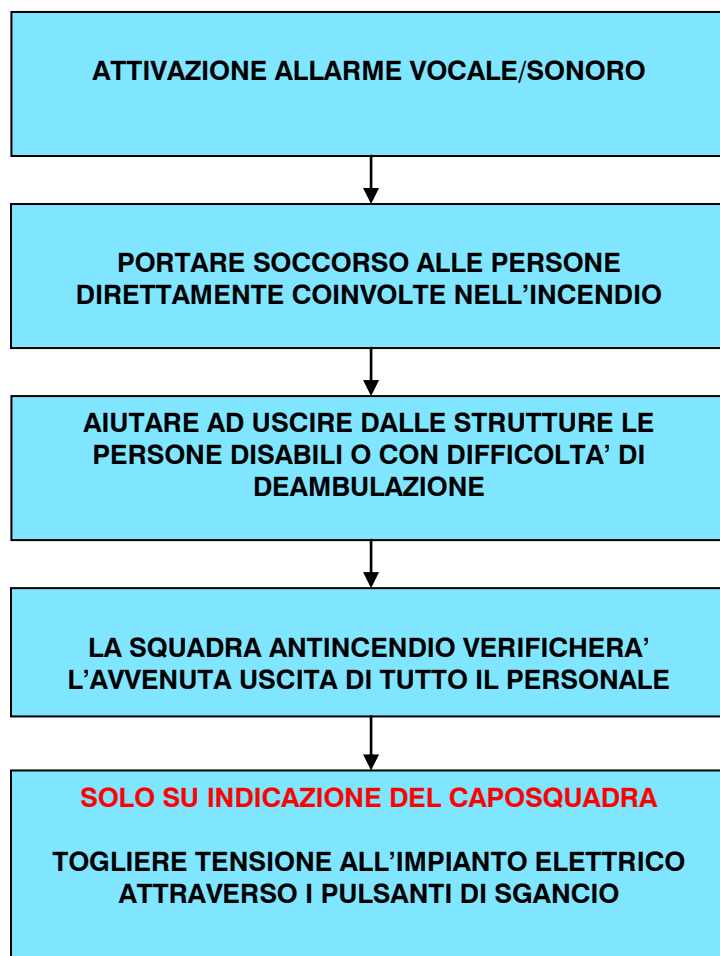 ATTIVAZIONE ALLARME VOCALE/SONORO
PORTARE SOCCORSO ALLE PERSONE
DIRETTAMENTE COINVOLTE NELL’INCENDIO
AIUTARE AD USCIRE DALLE STRUTTURE LE
PERSONE DISABILI O CON DIFFICOLTA’ DI
DEAMBULAZIONE
LA SQUADRA ANTINCENDIO VERIFICHERA’
L’AVVENUTA USCITA DI TUTTO IL PERSONALE
SOLO SU INDICAZIONE DEL CAPOSQUADRA
TOGLIERE TENSIONE ALL’IMPIANTO ELETTRICO
ATTRAVERSO I PULSANTI DI SGANCIO